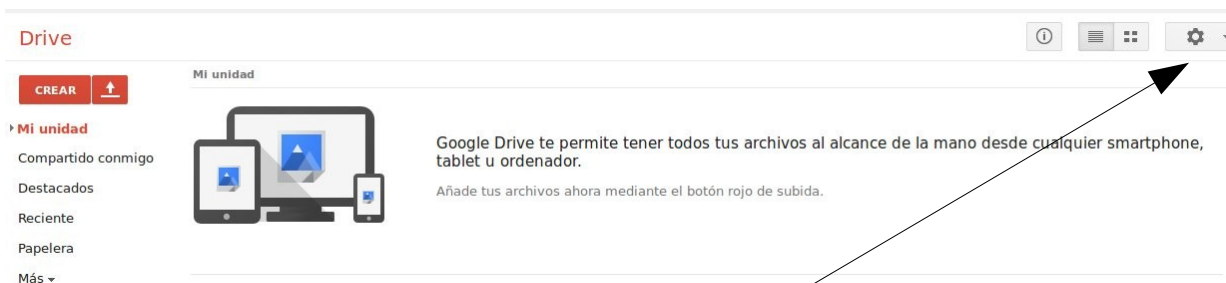 Drive
CREAR
Mi unidad
Mi unidad
Compartido conmigo
Destacados
Reciente
Papelera
Más
Google Drive te permite tener todos tus archivos al alcance de la mano desde cualquier smartphone,
tablet u ordenador.
Añade tus archivos ahora mediante el botón rojo de subida.